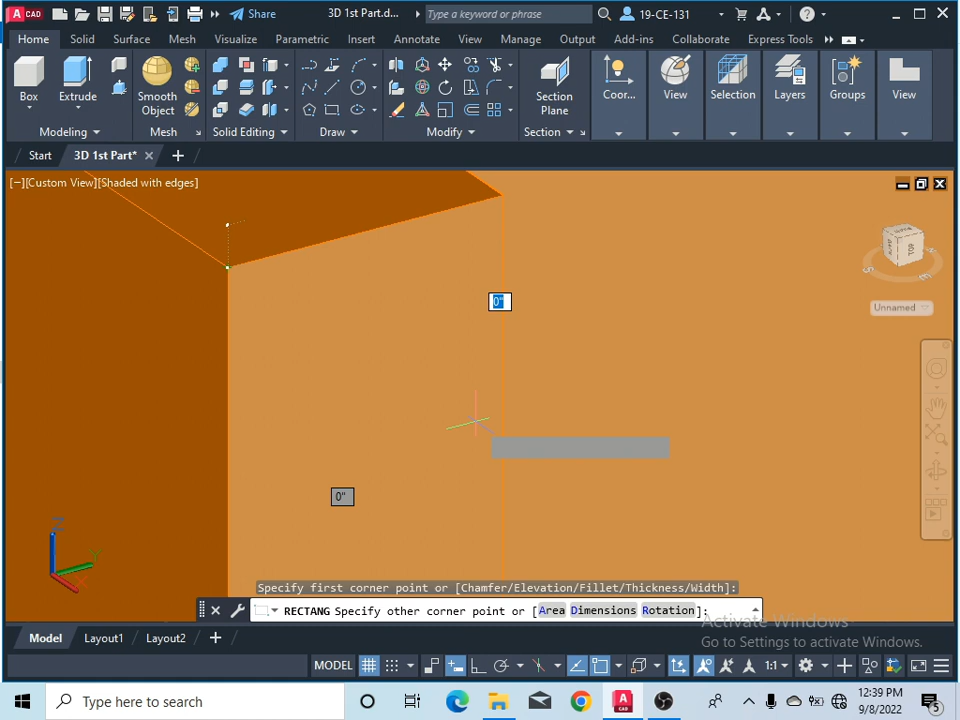 CAD Share 3D 1st Part.d... Type a keyword or phrase 19-CE-131
Home Solid Surface Mesh Visualize Parametric Insert Annotate View Manage Output Add-ins Collaborate Express Tools
Box Extrude Smooth Object Section Plane Coor... View Selection Layers Groups View
Modeling Mesh Solid Editing Draw Modify Section
Start 3D 1st Part*
[−][Custom View][Shaded with edges]
TOP
S
Unnamed
0"
0"
Z
Y
X
Specify first corner point or [Chamfer/Elevation/Fillet/Thickness/Width]:
RECTANG Specify other corner point or [Area Dimensions Rotation]:
Activate Windows
Go to Settings to activate Windows.
Model Layout1 Layout2
MODEL 1:1
Type here to search
12:39 PM
9/8/2022
5